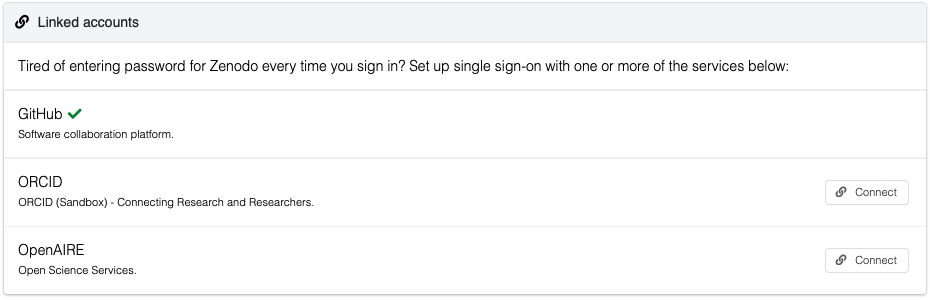 Linked accounts
Tired of entering password for Zenodo every time you sign in? Set up single sign-on with one or more of the services below:
GitHub
Software collaboration platform.
ORCID
ORCID (Sandbox) - Connecting Research and Researchers.
Connect
OpenAIRE
Open Science Services.
Connect